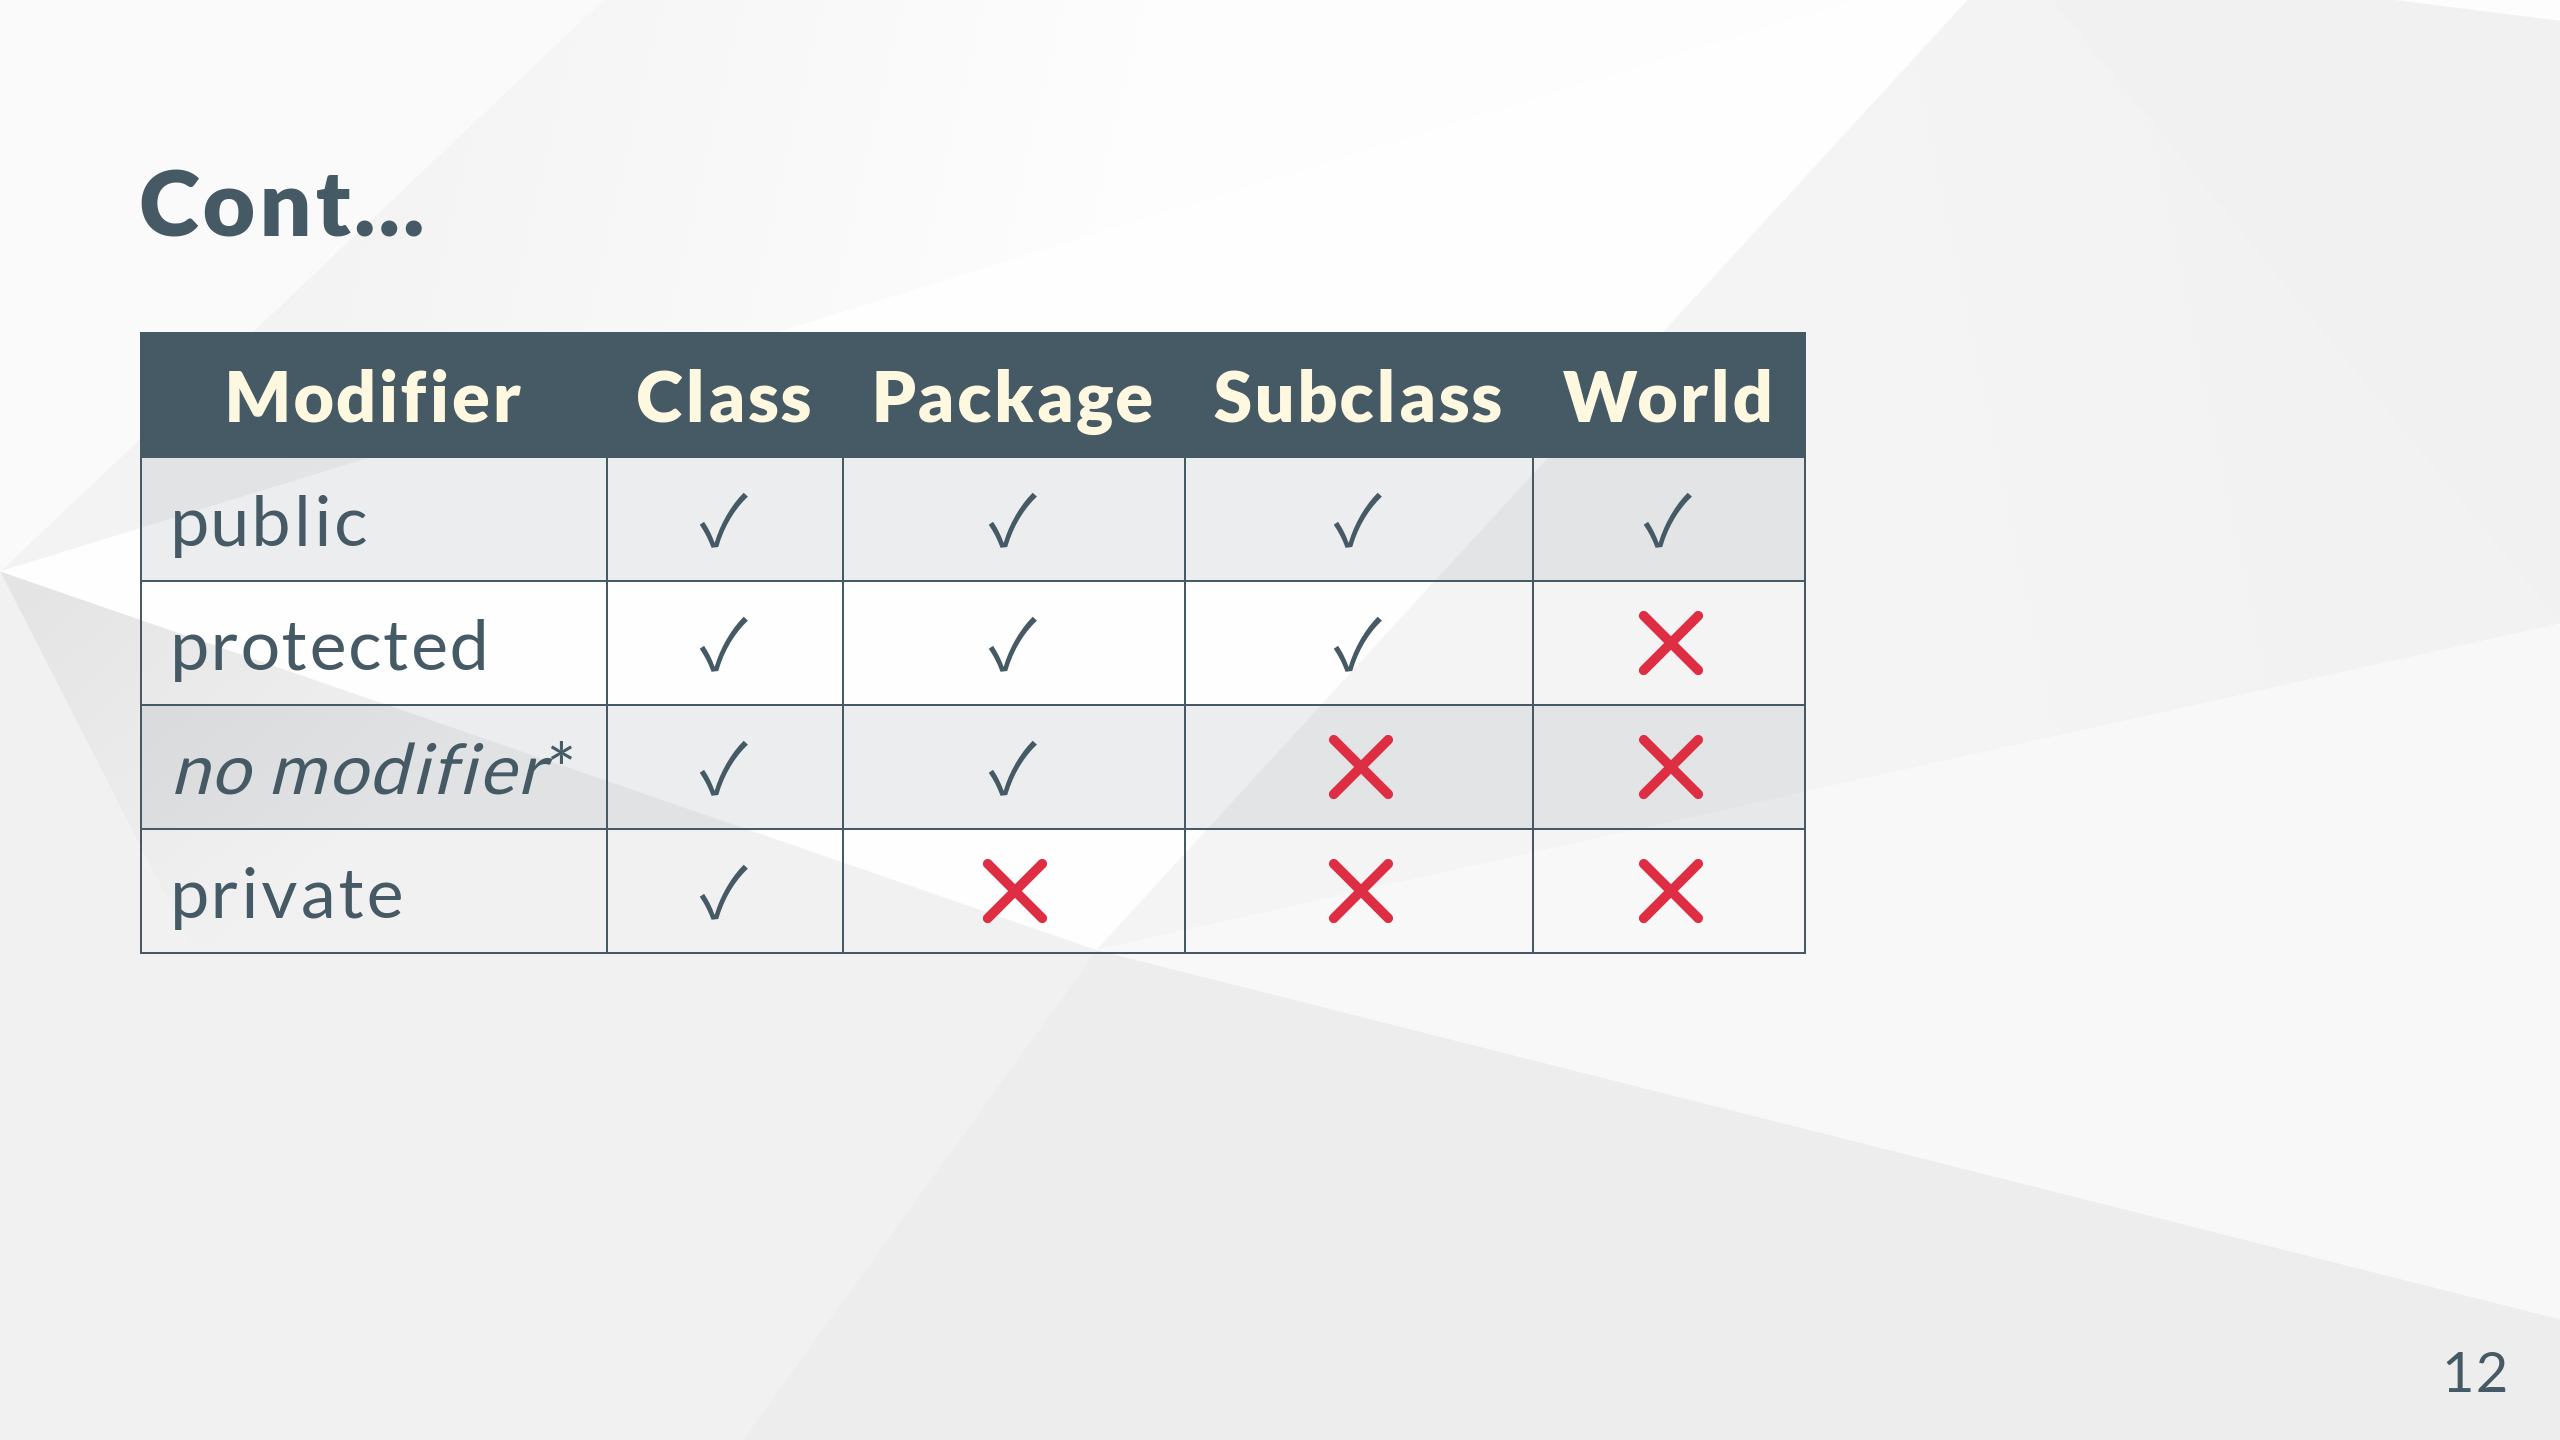 Cont...
Modifier Class Package Subclass World
public ✓ ✓ ✓ ✓
protected ✓ ✓ ✓ ❌
no modifier* ✓ ✓ ❌ ❌
private ✓ ❌ ❌ ❌
12